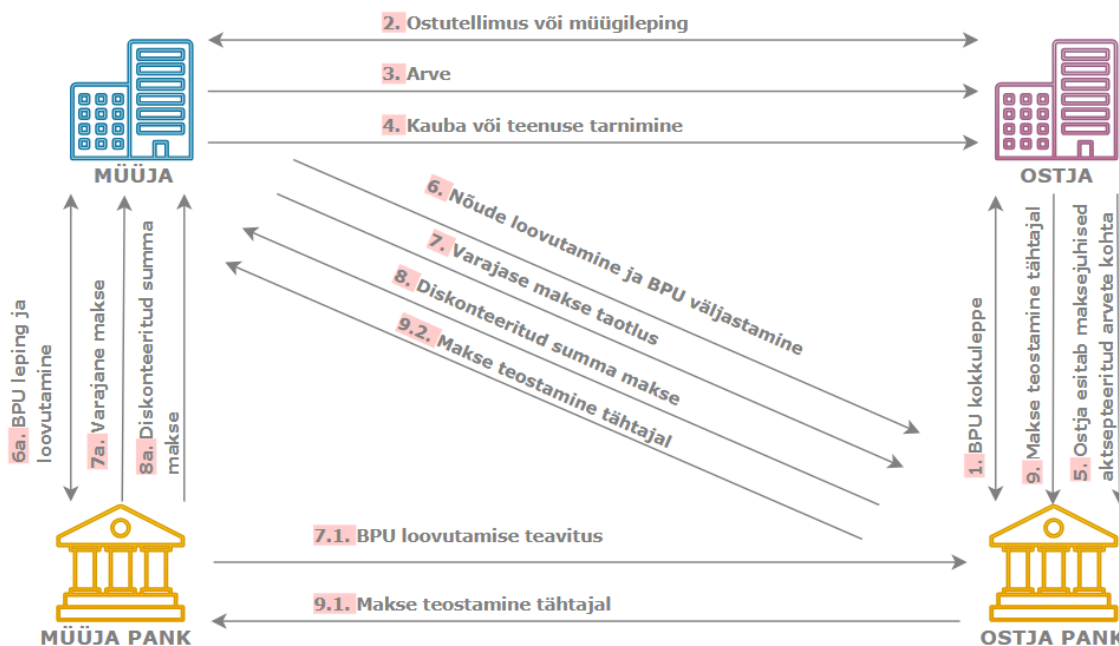 2. Ostutellimus või müügileping
3. Arve
4. Kauba või teenuse tarnimine
MÜÜJA
OSTJA
6. Nõude loovutamine ja BPU väljastamine
7. Varajase makse taotlus
8. Diskonteeritud summa makse
9.2. Makse teostamine tähtajal
6a. BPU leping ja
loovutamine
7a. Varajane makse
8a. Diskonteeritud summa
makse
1. BPU kokkuleppe
9. Makse teostamine tähtajal
5. Ostja esitab maksejuhised
aktsepteeritud arvete kohta
7.1. BPU loovutamise teavitus
9.1. Makse teostamine tähtajal
MÜÜJA PANK
OSTJA PANK